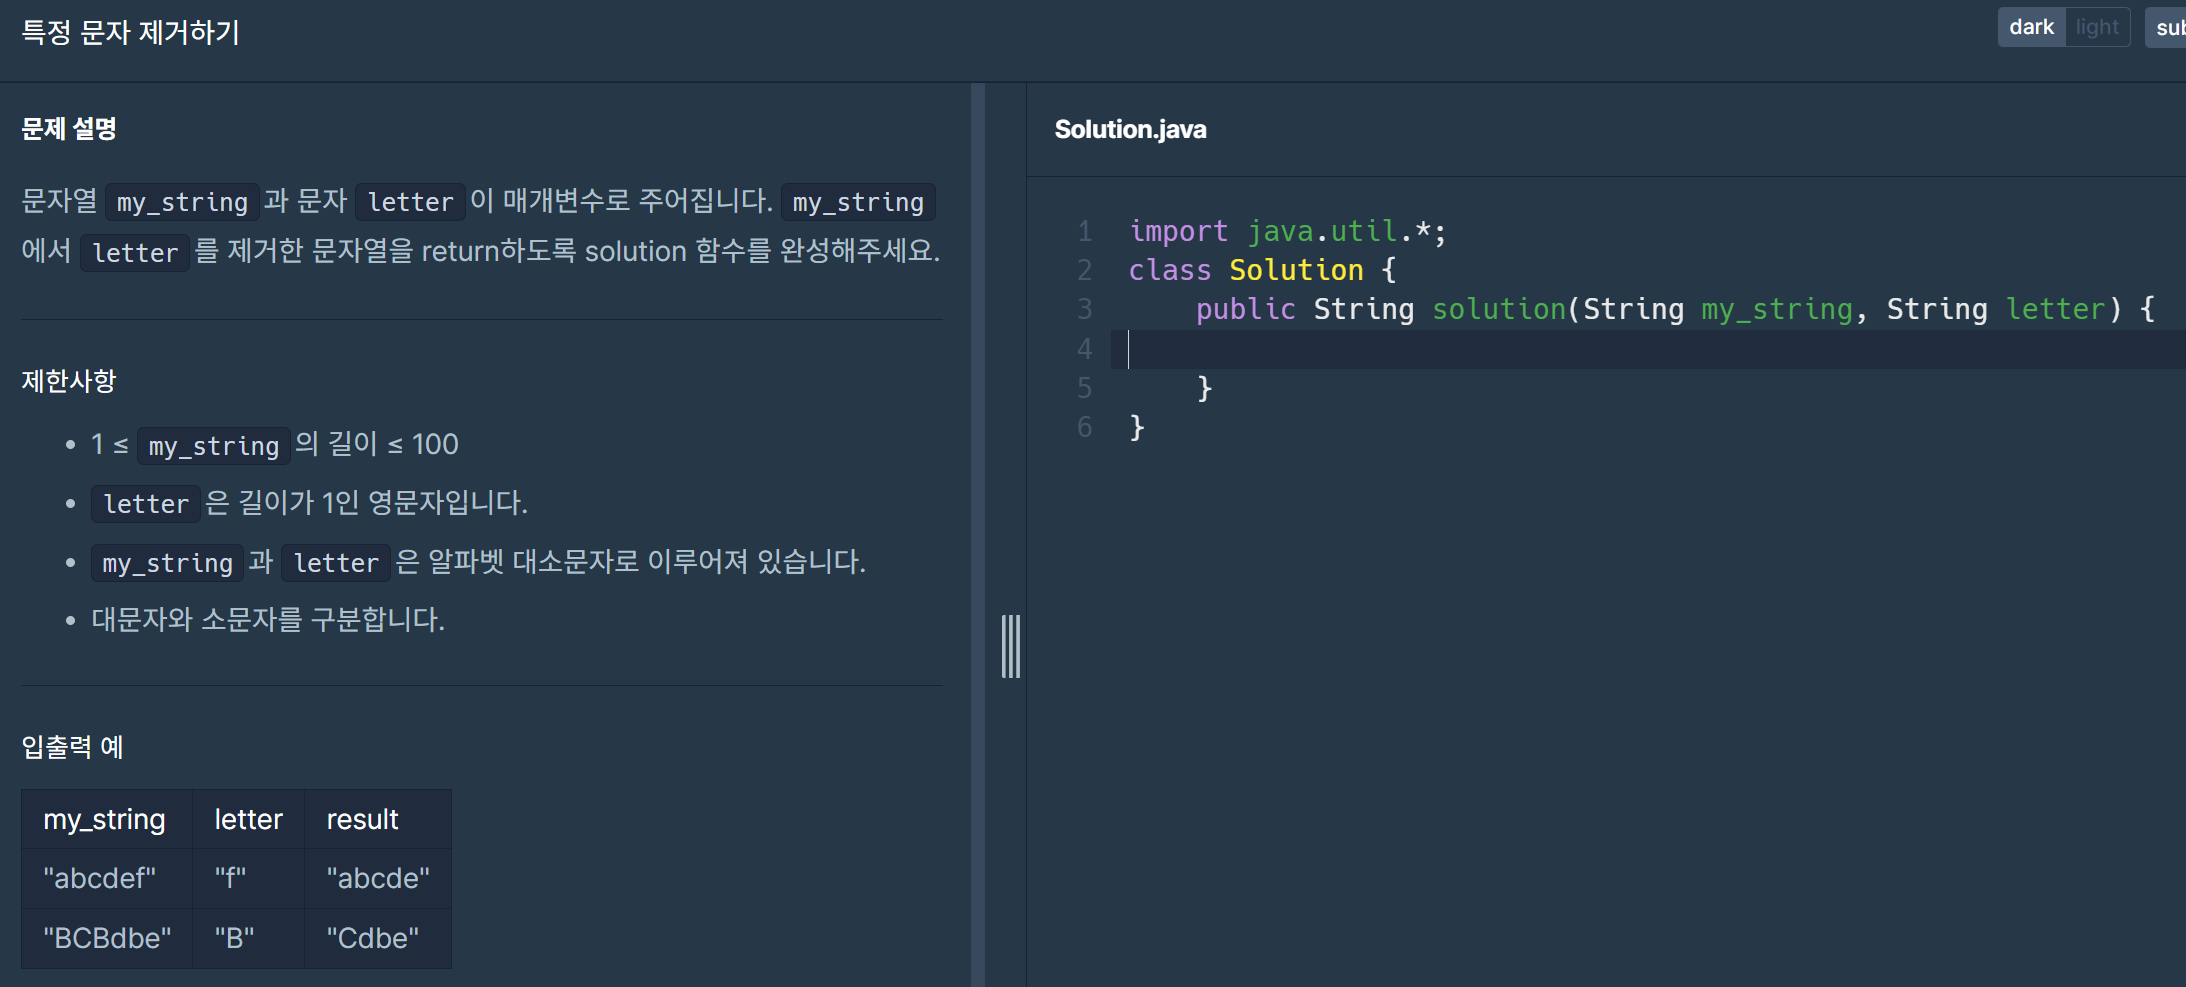 특정 문자 제거하기
dark light sub
문제 설명
문자열 my_string 과 문자 letter 이 매개변수로 주어집니다. my_string
에서 letter 를 제거한 문자열을 return하도록 solution 함수를 완성해주세요.
제한사항
• 1 ≤ my_string 의 길이 ≤ 100
• letter 은 길이가 1인 영문자입니다.
• my_string 과 letter 은 알파벳 대소문자로 이루어져 있습니다.
• 대문자와 소문자를 구분합니다.
입출력 예
my_string letter result
"abcdef" "f" "abcde"
"BCBdbe" "B" "Cdbe"
Solution.java
1 import java.util.*;
2 class Solution {
3 public String solution(String my_string, String letter) {
4
5 }
6 }